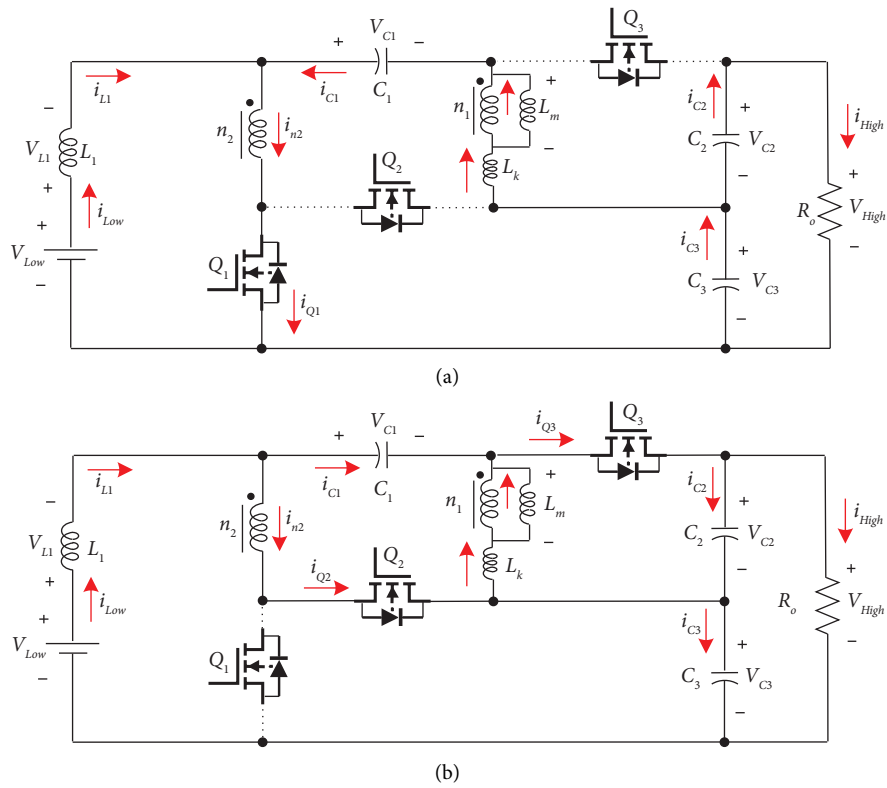 Q3
VC1
+ −
iL1
iC1
C1
−
n2
in2
n1
+
Lm
−
iC2
+
C2 VC2
−
iHigh
VL1 L1
Q2
Lk
+
iLow
+
VLow
−
Q1
iQ1
iC3
+
C3 VC3
−
Ro
+
VHigh
−
(a)
Q3
VC1
iQ3
+ −
iL1
iC1
C1
−
n2
in2
n1
+
Lm
−
iC2
+
C2 VC2
−
iHigh
VL1 L1
Q2
iQ2
Lk
+
iLow
+
VLow
−
Q1
iC3
+
C3 VC3
−
Ro
+
VHigh
−
(b)